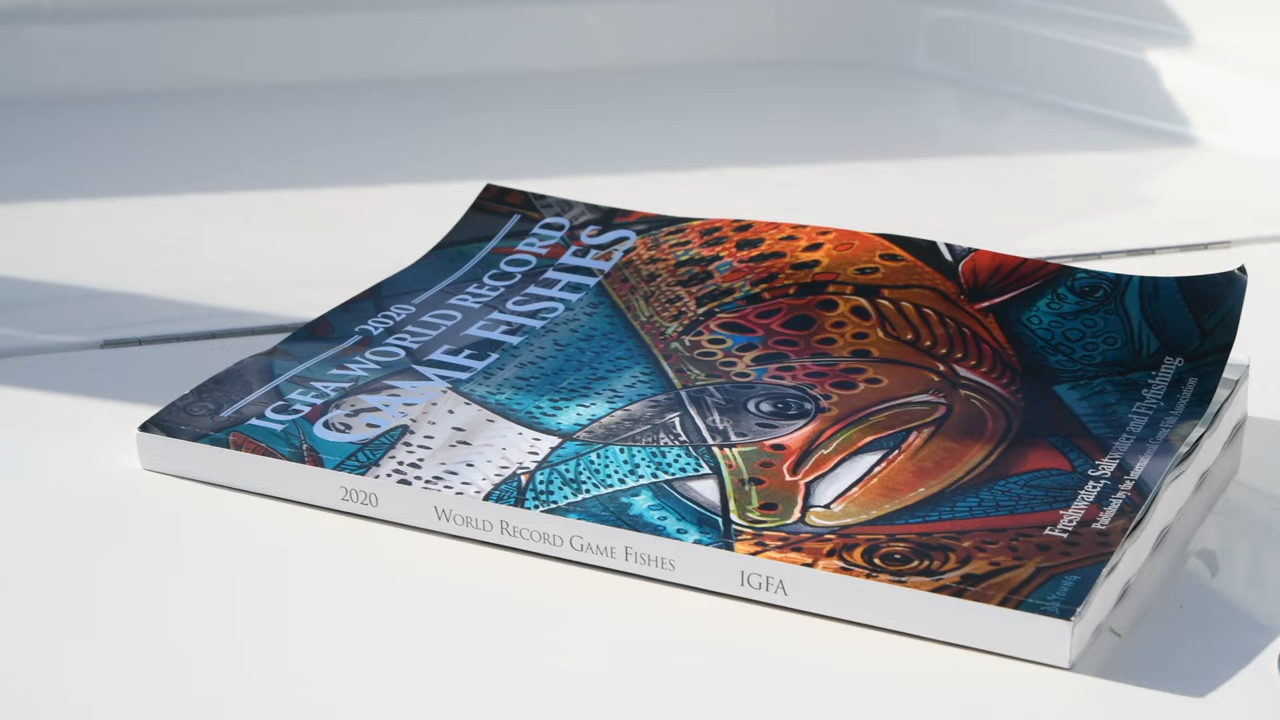 2020
IGFA WORLD RECORD
GAME FISHES
Freshwater, Saltwater and Flyfishing
Published by the International Game Fish Association
DEYOUNG
2020 WORLD RECORD GAME FISHES IGFA